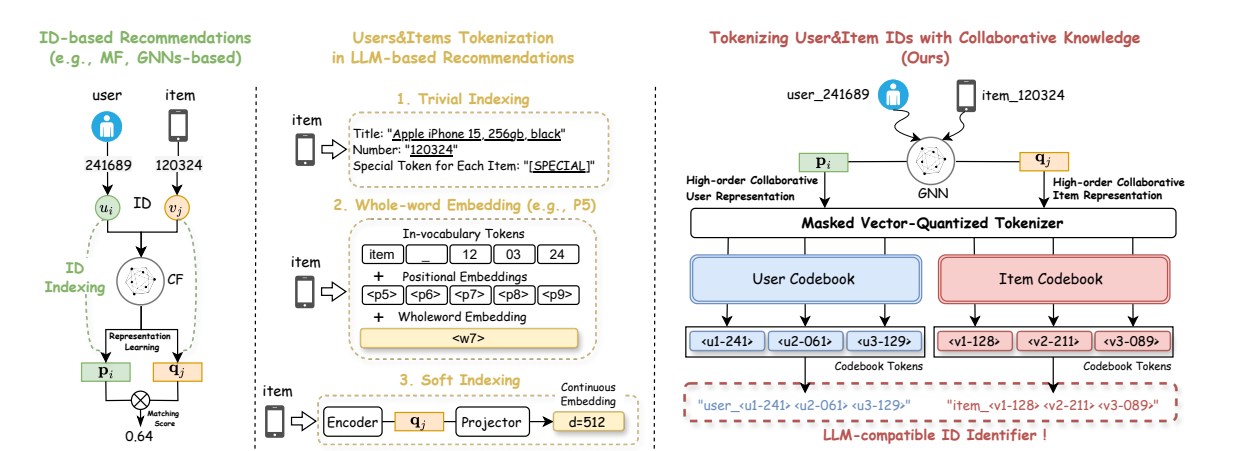 ID-based Recommendations
(e.g., MF, GNNs-based)
user
item
241689
120324
u_i
ID
v_j
ID
Indexing
CF
Representation
Learning
p_i
q_j
Matching
Score
0.64
Users&Items Tokenization
in LLM-based Recommendations
1. Trivial Indexing
item
Title: "Apple iPhone 15, 256gb, black"
Number: "120324"
Special Token for Each Item: "[SPECIAL]"
2. Whole-word Embedding (e.g., P5)
In-vocabulary Tokens
item _ 12 03 24
item
+ Positional Embeddings
<p5> <p6> <p7> <p8> <p9>
+ Wholeword Embedding
<w7>
3. Soft Indexing
item
Continuous
Embedding
Encoder q_j Projector d=512
Tokenizing User&Item IDs with Collaborative Knowledge
(Ours)
user_241689
item_120324
p_i
q_j
GNN
High-order Collaborative
User Representation
High-order Collaborative
Item Representation
Masked Vector-Quantized Tokenizer
User Codebook
Item Codebook
<u1-241> <u2-061> <u3-129>
<v1-128> <v2-211> <v3-089>
Codebook Tokens
Codebook Tokens
"user_<u1-241> <u2-061> <u3-129>"
"item_<v1-128> <v2-211> <v3-089>"
LLM-compatible ID Identifier !